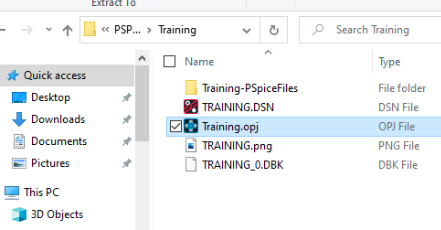 Extract To
« PSP... > Training
Search Training
Name
Type
Quick access
Desktop
Downloads
Documents
Pictures
This PC
3D Objects
Training-PSpiceFiles File folder
TRAINING.DSN DSN File
Training.opj OPJ File
TRAINING.png PNG File
TRAINING_0.DBK DBK File